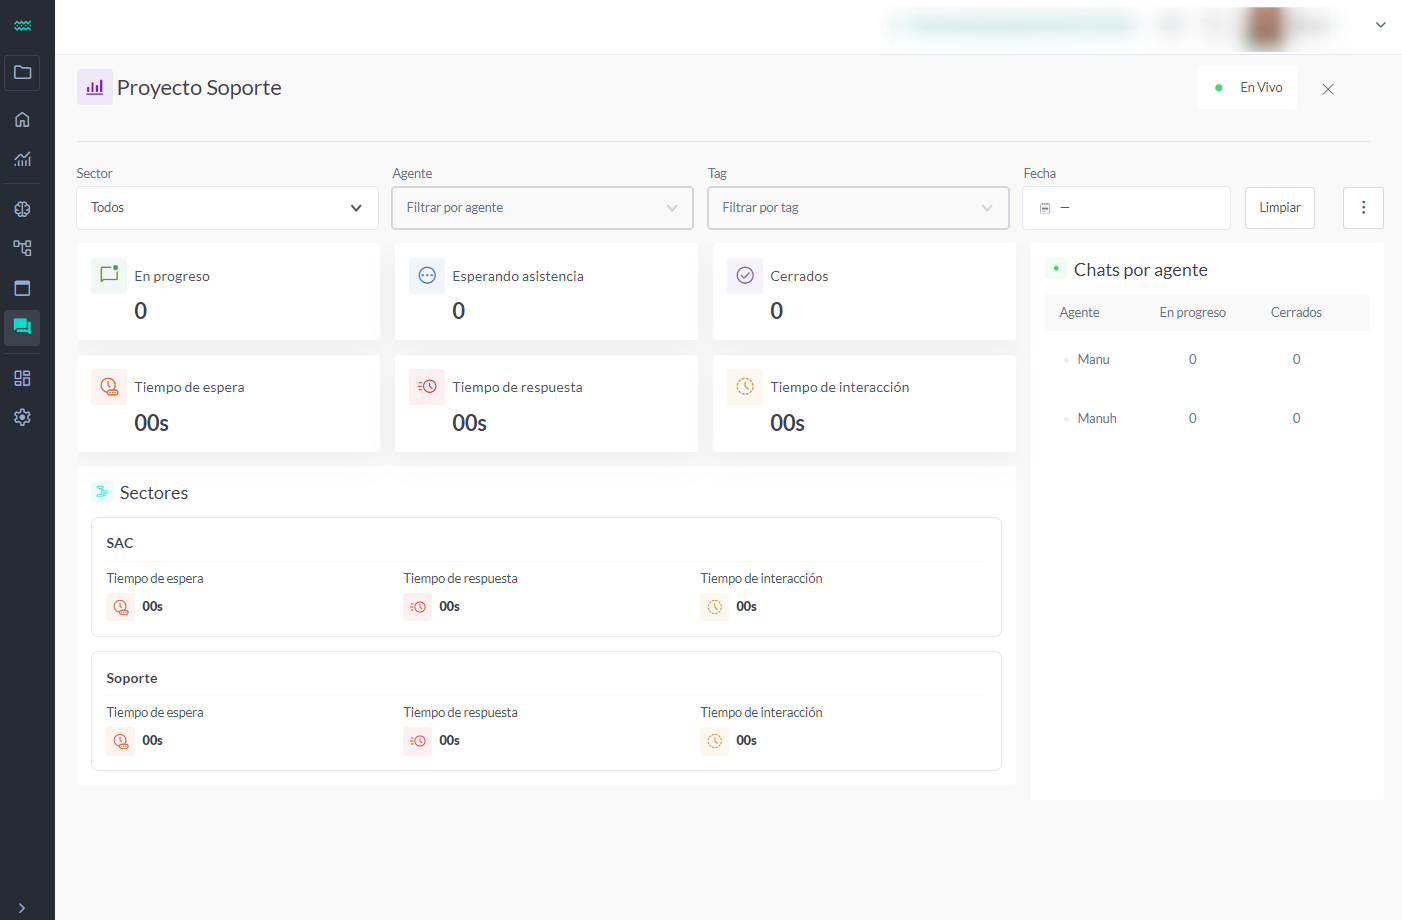 Proyecto Soporte
En Vivo
Sector
Agente
Tag
Fecha
Todos
Filtrar por agente
Filtrar por tag
—
Limpiar
En progreso
0
Esperando asistencia
0
Cerrados
0
Tiempo de espera
00s
Tiempo de respuesta
00s
Tiempo de interacción
00s
Sectores
SAC
Tiempo de espera
00s
Tiempo de respuesta
00s
Tiempo de interacción
00s
Soporte
Tiempo de espera
00s
Tiempo de respuesta
00s
Tiempo de interacción
00s
Chats por agente
Agente En progreso Cerrados
Manu 0 0
Manuh 0 0